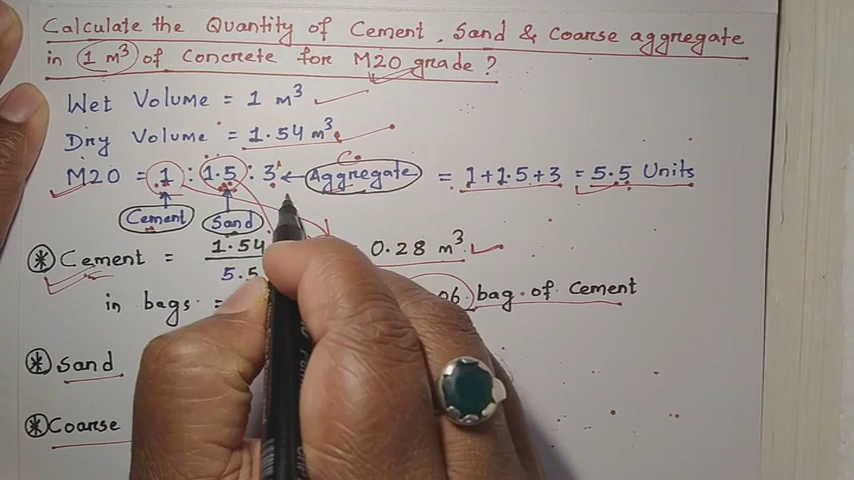 Calculate the Quantity of Cement, Sand & Coarse aggregate
in 1 m³ of Concrete for M20 grade?
Wet Volume = 1 m³
Dry Volume = 1.54 m³
M20 = 1 : 1.5 : 3 ← Co Aggregate = 1+1.5+3 = 5.5 Units
Cement Sand
* Cement = 1.54 = 0.28 m³
5.5
in bags = 06 bag of Cement
* Sand
* Coarse